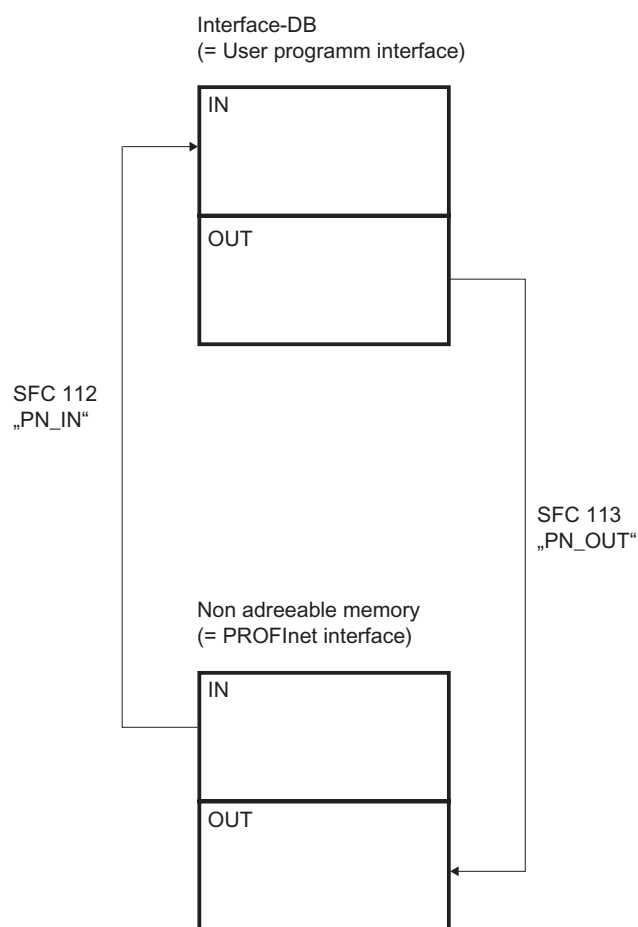 Interface-DB
(= User programm interface)
IN
OUT
SFC 112
„PN_IN“
SFC 113
„PN_OUT“
Non adreeable memory
(= PROFInet interface)
IN
OUT